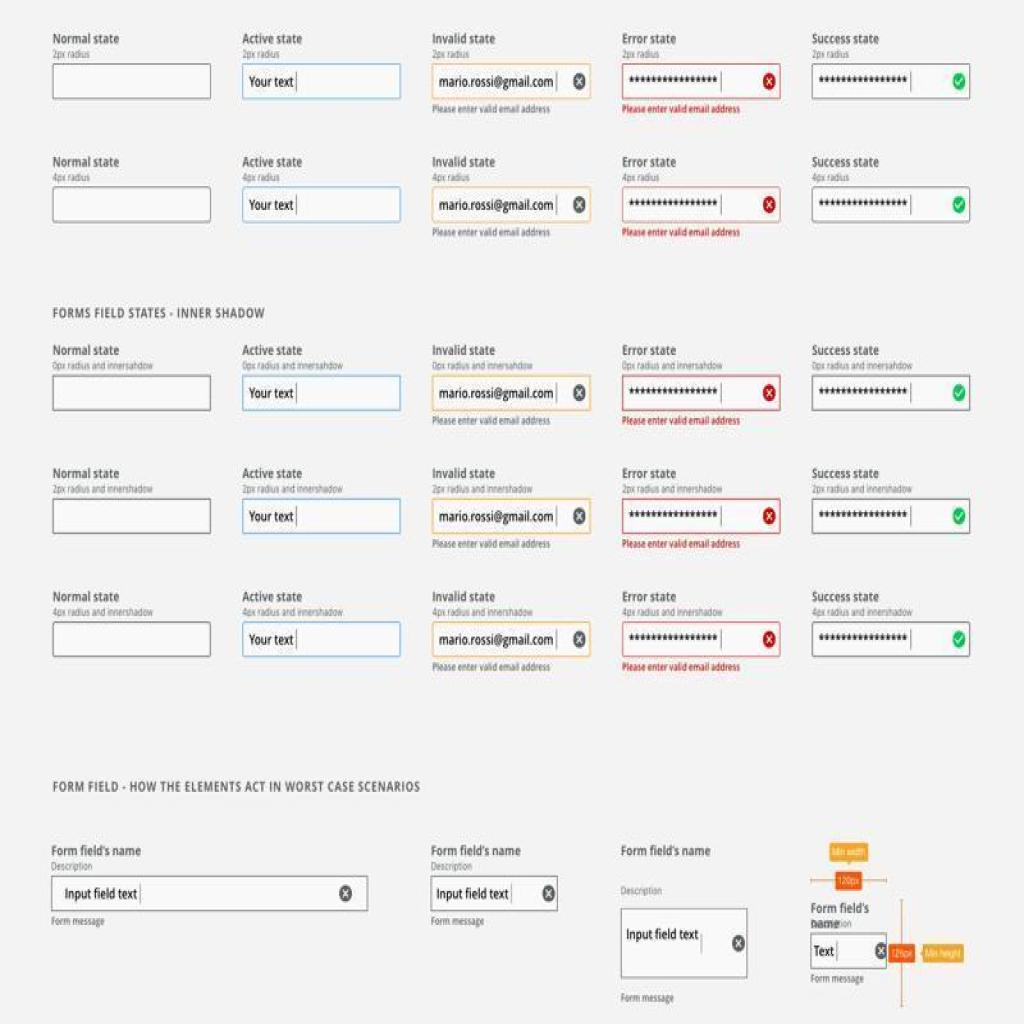 Normal state
2px radius
Active state
2px radius
Your text
Invalid state
2px radius
mario.rossi@gmail.com
Please enter valid email address
Error state
2px radius
****************
Please enter valid email address
Success state
2px radius
****************
Normal state
4px radius
Active state
4px radius
Your text
Invalid state
4px radius
mario.rossi@gmail.com
Please enter valid email address
Error state
4px radius
****************
Please enter valid email address
Success state
4px radius
****************
FORMS FIELD STATES - INNER SHADOW
Normal state
0px radius and innersahdow
Active state
0px radius and innersahdow
Your text
Invalid state
0px radius and innersahdow
mario.rossi@gmail.com
Please enter valid email address
Error state
0px radius and innersahdow
****************
Please enter valid email address
Success state
0px radius and innersahdow
****************
Normal state
2px radius and innershadow
Active state
2px radius and innershadow
Your text
Invalid state
2px radius and innershadow
mario.rossi@gmail.com
Please enter valid email address
Error state
2px radius and innershadow
****************
Please enter valid email address
Success state
2px radius and innershadow
****************
Normal state
4px radius and innershadow
Active state
4px radius and innershadow
Your text
Invalid state
4px radius and innershadow
mario.rossi@gmail.com
Please enter valid email address
Error state
4px radius and innershadow
****************
Please enter valid email address
Success state
4px radius and innershadow
****************
FORM FIELD - HOW THE ELEMENTS ACT IN WORST CASE SCENARIOS
Form field's name
Description
Input field text
Form message
Form field's name
Description
Input field text
Form message
Form field's name
Description
Input field text
Form message
Min width
120px
Form field's
name
Description
Text
Min height
Form message